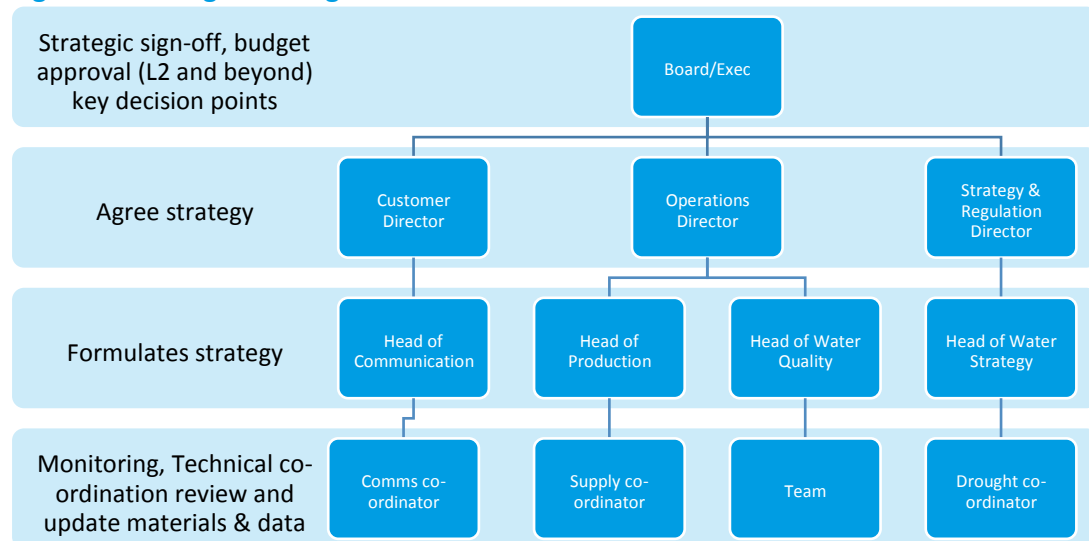 Strategic sign-off, budget
approval (L2 and beyond)
key decision points
Board/Exec
Agree strategy
Customer
Director
Operations
Director
Strategy &
Regulation
Director
Formulates strategy
Head of
Communication
Head of
Production
Head of Water
Quality
Head of Water
Strategy
Monitoring, Technical co-
ordination review and
update materials & data
Comms co-
ordinator
Supply co-
ordinator
Team
Drought co-
ordinator